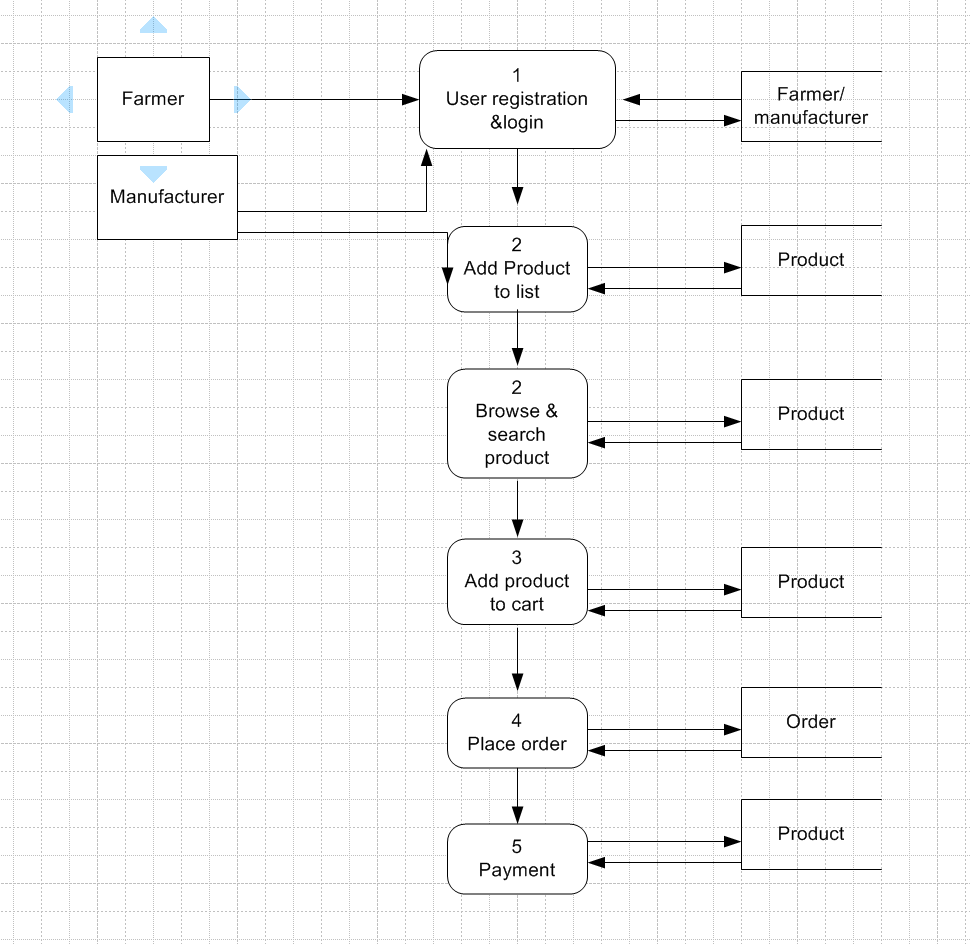 Farmer
1
User registration
&login
Farmer/
manufacturer
Manufacturer
2
Add Product
to list
Product
2
Browse &
search
product
Product
3
Add product
to cart
Product
4
Place order
Order
5
Payment
Product